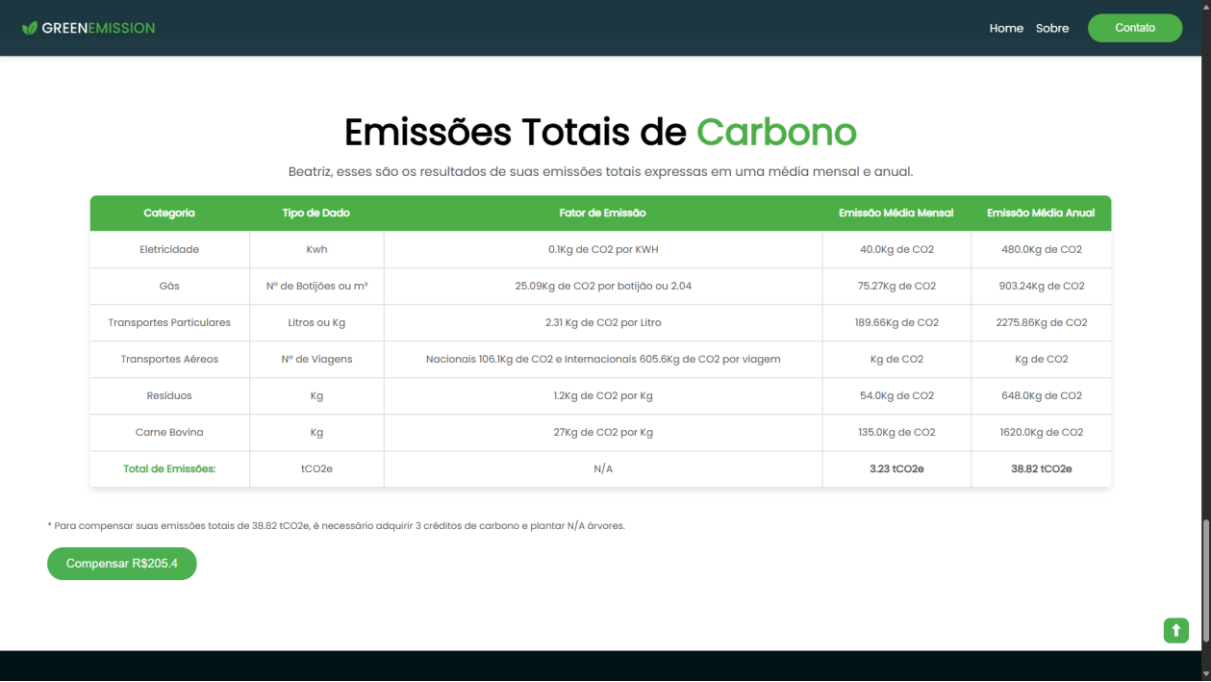 GREENEMISSION
Home Sobre Contato
Emissões Totais de Carbono
Beatriz, esses são os resultados de suas emissões totais expressas em uma média mensal e anual.
Categoria Tipo de Dado Fator de Emissão Emissão Média Mensal Emissão Média Anual
Eletricidade Kwh 0.1Kg de CO2 por KWH 40.0Kg de CO2 480.0Kg de CO2
Gás Nº de Botijões ou m³ 25.09Kg de CO2 por botijão ou 2.04 75.27Kg de CO2 903.24Kg de CO2
Transportes Particulares Litros ou Kg 2.31 Kg de CO2 por Litro 189.66Kg de CO2 2275.86Kg de CO2
Transportes Aéreos Nº de Viagens Nacionais 106.1Kg de CO2 e Internacionais 605.6Kg de CO2 por viagem Kg de CO2 Kg de CO2
Resíduos Kg 1.2Kg de CO2 por Kg 54.0Kg de CO2 648.0Kg de CO2
Carne Bovina Kg 27Kg de CO2 por Kg 135.0Kg de CO2 1620.0Kg de CO2
Total de Emissões: tCO2e N/A 3.23 tCO2e 38.82 tCO2e
* Para compensar suas emissões totais de 38.82 tCO2e, é necessário adquirir 3 créditos de carbono e plantar N/A árvores.
Compensar R$205.4